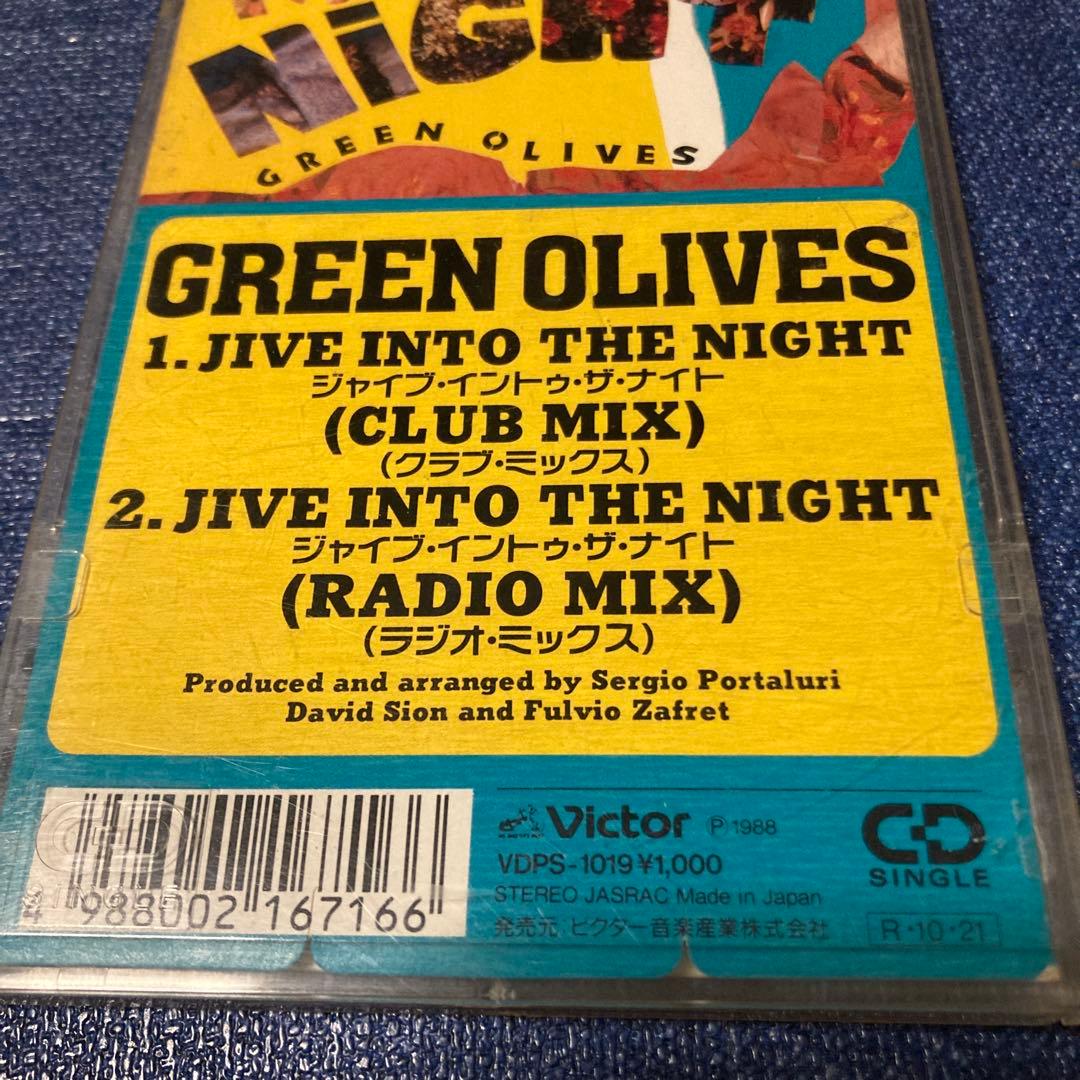 NiGHT
GREEN OLIVES
GREEN OLIVES
1. JIVE INTO THE NIGHT
ジャイブ・イントゥ・ザ・ナイト
(CLUB MIX)
(クラブ・ミックス)
2. JIVE INTO THE NIGHT
ジャイブ・イントゥ・ザ・ナイト
(RADIO MIX)
(ラジオ・ミックス)
Produced and arranged by Sergio Portaluri
David Sion and Fulvio Zafret
4 988002 167166
Victor Ⓟ 1988
VDPS-1019 ¥1,000
STEREO JASRAC Made in Japan
発売元 ビクター音楽産業株式会社
CD
SINGLE
R・10・21